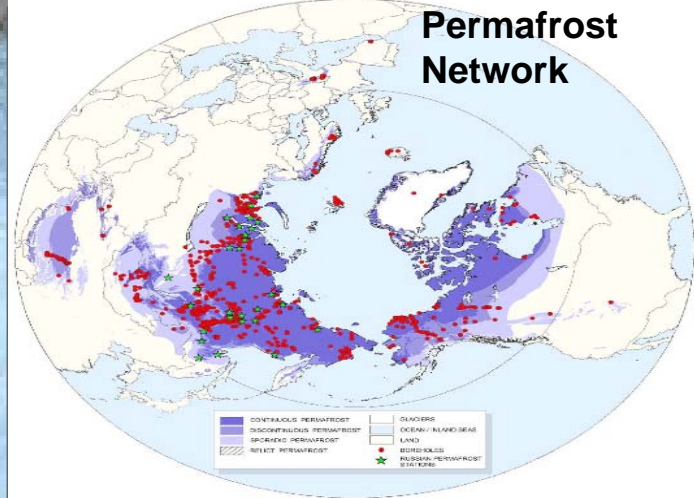 Permafrost
Network
CONTINUOUS PERMAFROST
DISCONTINUOUS PERMAFROST
SPORADIC PERMAFROST
RELICT PERMAFROST
GLACIERS
OCEAN / INLAND SEAS
LAND
BOREHOLES
RUSSIAN PERMAFROST
STATIONS